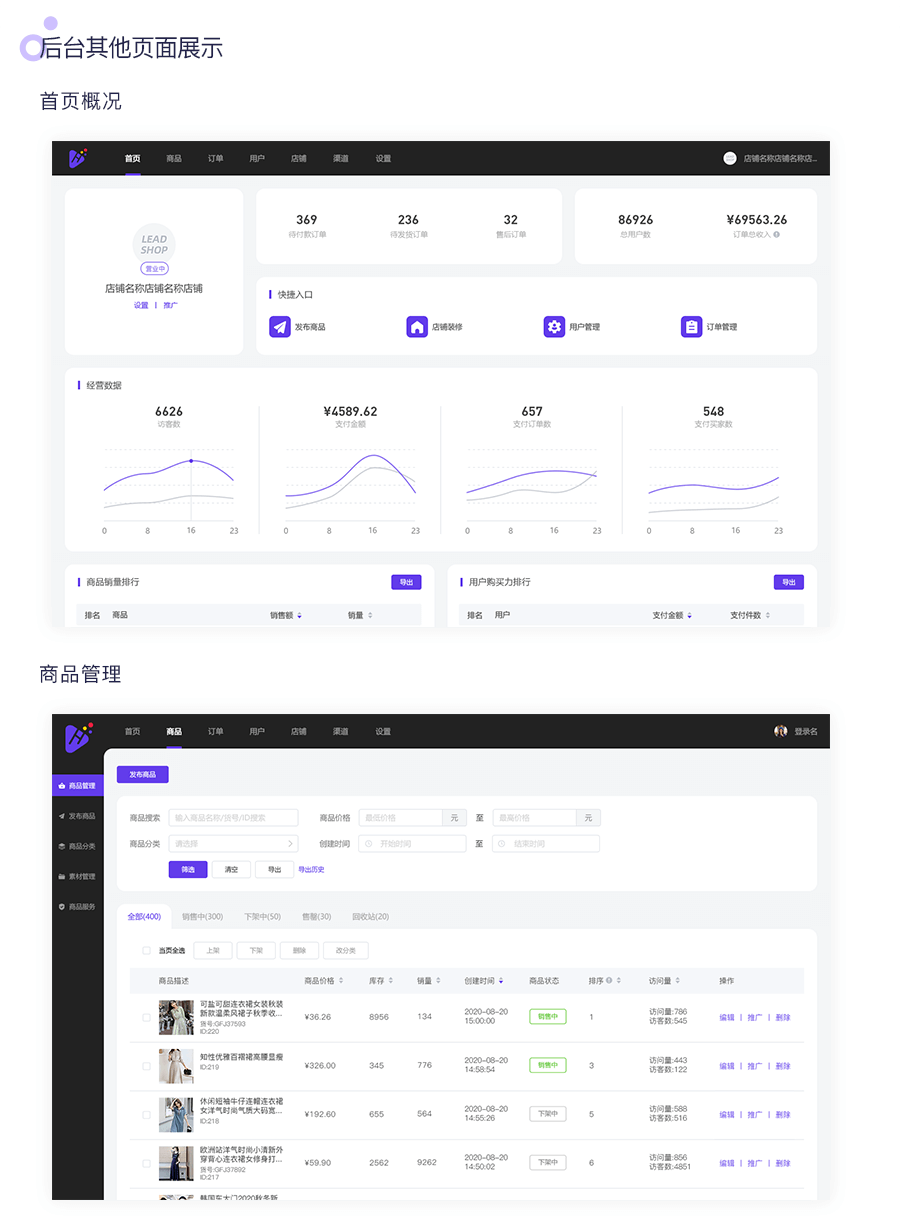 后台其他页面展示
首页概况
首页 商品 订单 用户 店铺 渠道 设置 店铺名称店铺名称店...
LEAD
SHOP
营业中
店铺名称店铺名称店铺
设置 | 推广
369 236 32
待付款订单 待发货订单 售后订单
86926 ¥69563.26
总用户数 订单总收入
快捷入口
发布商品 店铺装修 用户管理 订单管理
经营数据
6626 ¥4589.62 657 548
访客数 支付金额 支付订单数 支付买家数
0 8 16 23 0 8 16 23 0 8 16 23 0 8 16 23
商品销量排行 导出
排名 商品 销售额 销量
用户购买力排行 导出
排名 用户 支付金额 支付件数
商品管理
首页 商品 订单 用户 店铺 渠道 设置 登录名
商品管理
发布商品
商品分类
素材管理
商品服务
发布商品
商品搜索 输入商品名称/货号/ID搜索 商品价格 最低价格 元 至 最高价格 元
商品分类 请选择 创建时间 开始时间 至 结束时间
筛选 清空 导出 导出历史
全部(400) 销售中(300) 下架中(50) 售罄(30) 回收站(20)
当页全选 上架 下架 删除 改分类
商品描述 商品价格 库存 销量 创建时间 商品状态 排序 访问量 操作
可盐可甜连衣裙女装秋装
新款温柔风裙子秋季收...
货号:GFJ37593
ID:220
¥36.26 8956 134 2020-08-20
15:00:00
销售中 1 访问量:786
访客数:545
编辑 | 推广 | 删除
知性优雅百褶裙高腰显瘦
ID:219
¥326.00 345 776 2020-08-20
14:58:54
销售中 3 访问量:443
访客数:122
编辑 | 推广 | 删除
休闲短袖牛仔连帽连衣裙
女洋气时尚气质大码宽...
ID:218
¥192.60 655 564 2020-08-20
14:55:26
下架中 5 访问量:588
访客数:516
编辑 | 推广 | 删除
欧洲站洋气时尚小清新外
穿背心连衣裙女修身打...
货号:GFJ37892
ID:217
¥59.90 2562 9262 2020-08-20
14:50:02
下架中 6 访问量:856
访客数:4851
编辑 | 推广 | 删除
韩国东大门2020秋冬新